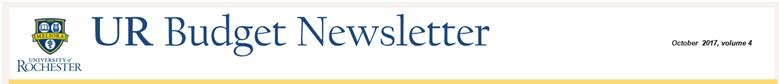 UR Budget Newsletter
October 2017, volume 4
MELIORA
UNIVERSITY of
ROCHESTER